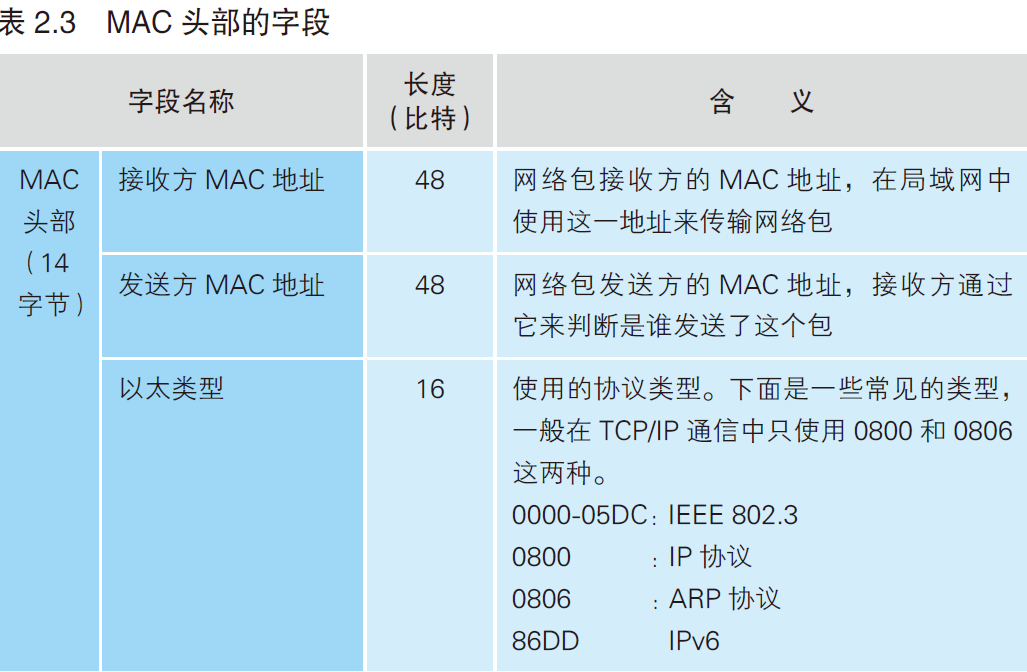 表 2.3 MAC 头部的字段
字段名称
长度
（比特）
含 义
MAC
头部
（14
字节）
接收方 MAC 地址
48
网络包接收方的 MAC 地址，在局域网中
使用这一地址来传输网络包
发送方 MAC 地址
48
网络包发送方的 MAC 地址，接收方通过
它来判断是谁发送了这个包
以太类型
16
使用的协议类型。下面是一些常见的类型，
一般在 TCP/IP 通信中只使用 0800 和 0806
这两种。
0000-05DC：IEEE 802.3
0800 ：IP 协议
0806 ：ARP 协议
86DD IPv6